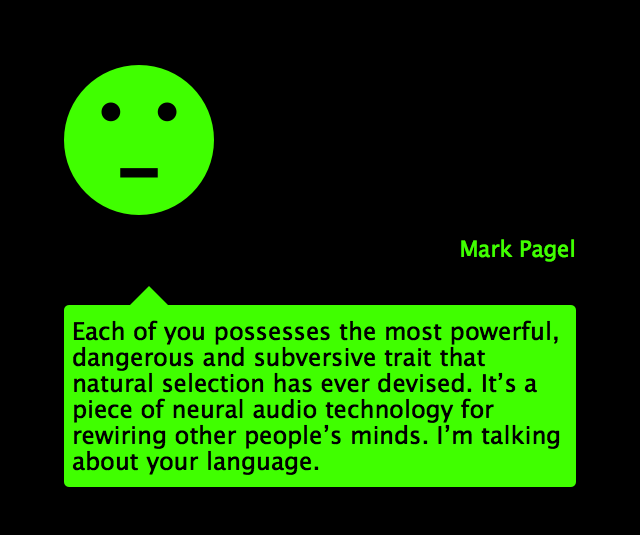 Mark Pagel
Each of you possesses the most powerful,
dangerous and subversive trait that
natural selection has ever devised. It’s a
piece of neural audio technology for
rewiring other people’s minds. I’m talking
about your language.